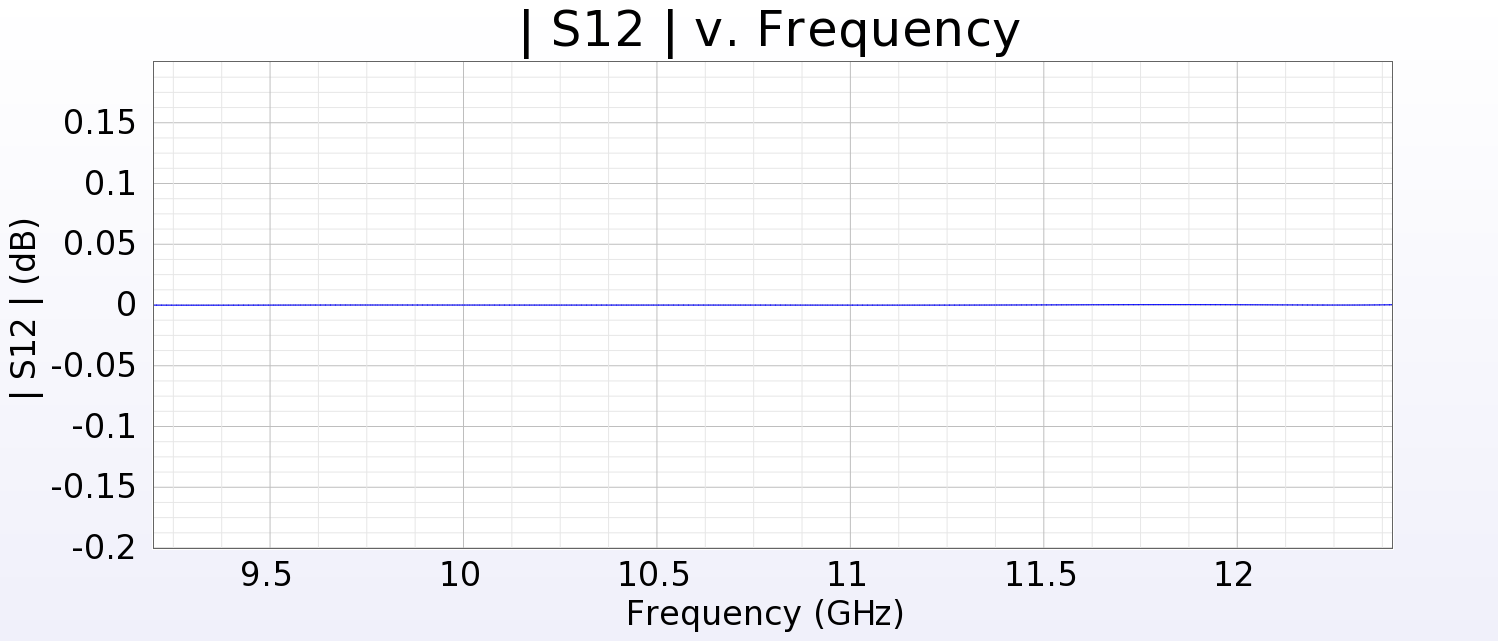 | S12 | v. Frequency
| S12 | (dB)
0.15
0.1
0.05
0
-0.05
-0.1
-0.15
-0.2
9.5 10 10.5 11 11.5 12
Frequency (GHz)